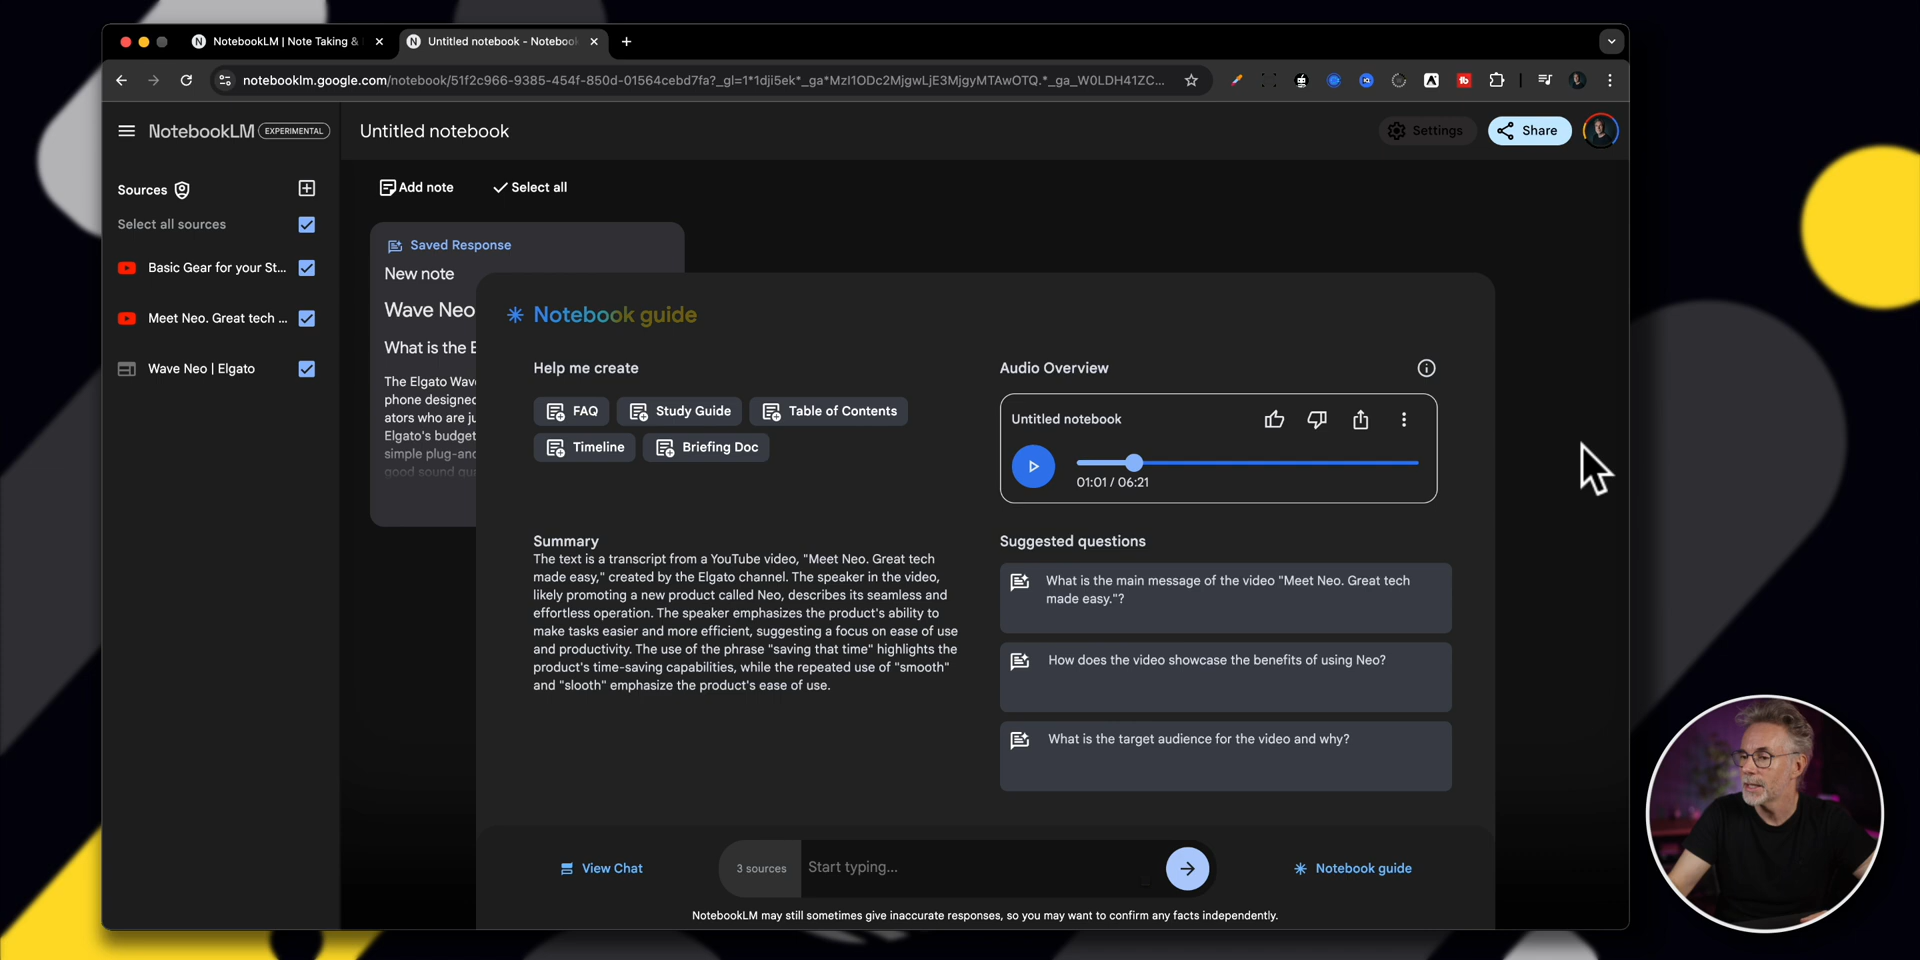 NotebookLM | Note Taking &
Untitled notebook - Notebook
notebooklm.google.com/notebook/51f2c966-9385-454f-850d-01564cebd7fa?_gl=1*1dji5ek*_ga*MzI1ODc2MjgwLjE3MjgyMTAwOTQ.*_ga_W0LDH41ZC...
NotebookLM EXPERIMENTAL
Untitled notebook
Settings
Share
Sources
Select all sources
Basic Gear for your St...
Meet Neo. Great tech ...
Wave Neo | Elgato
Add note
Select all
Saved Response
New note
Wave Neo
What is the E
The Elgato Wav
phone designed
ators who are ju
Elgato's budget
simple plug-and
good sound qu
Notebook guide
Help me create
FAQ
Study Guide
Table of Contents
Timeline
Briefing Doc
Summary
The text is a transcript from a YouTube video, "Meet Neo. Great tech
made easy," created by the Elgato channel. The speaker in the video,
likely promoting a new product called Neo, describes its seamless and
effortless operation. The speaker emphasizes the product's ability to
make tasks easier and more efficient, suggesting a focus on ease of use
and productivity. The use of the phrase "saving that time" highlights the
product's time-saving capabilities, while the repeated use of "smooth"
and "slooth" emphasize the product's ease of use.
Audio Overview
Untitled notebook
01:01 / 06:21
Suggested questions
What is the main message of the video "Meet Neo. Great tech
made easy."?
How does the video showcase the benefits of using Neo?
What is the target audience for the video and why?
View Chat
3 sources
Start typing...
Notebook guide
NotebookLM may still sometimes give inaccurate responses, so you may want to confirm any facts independently.